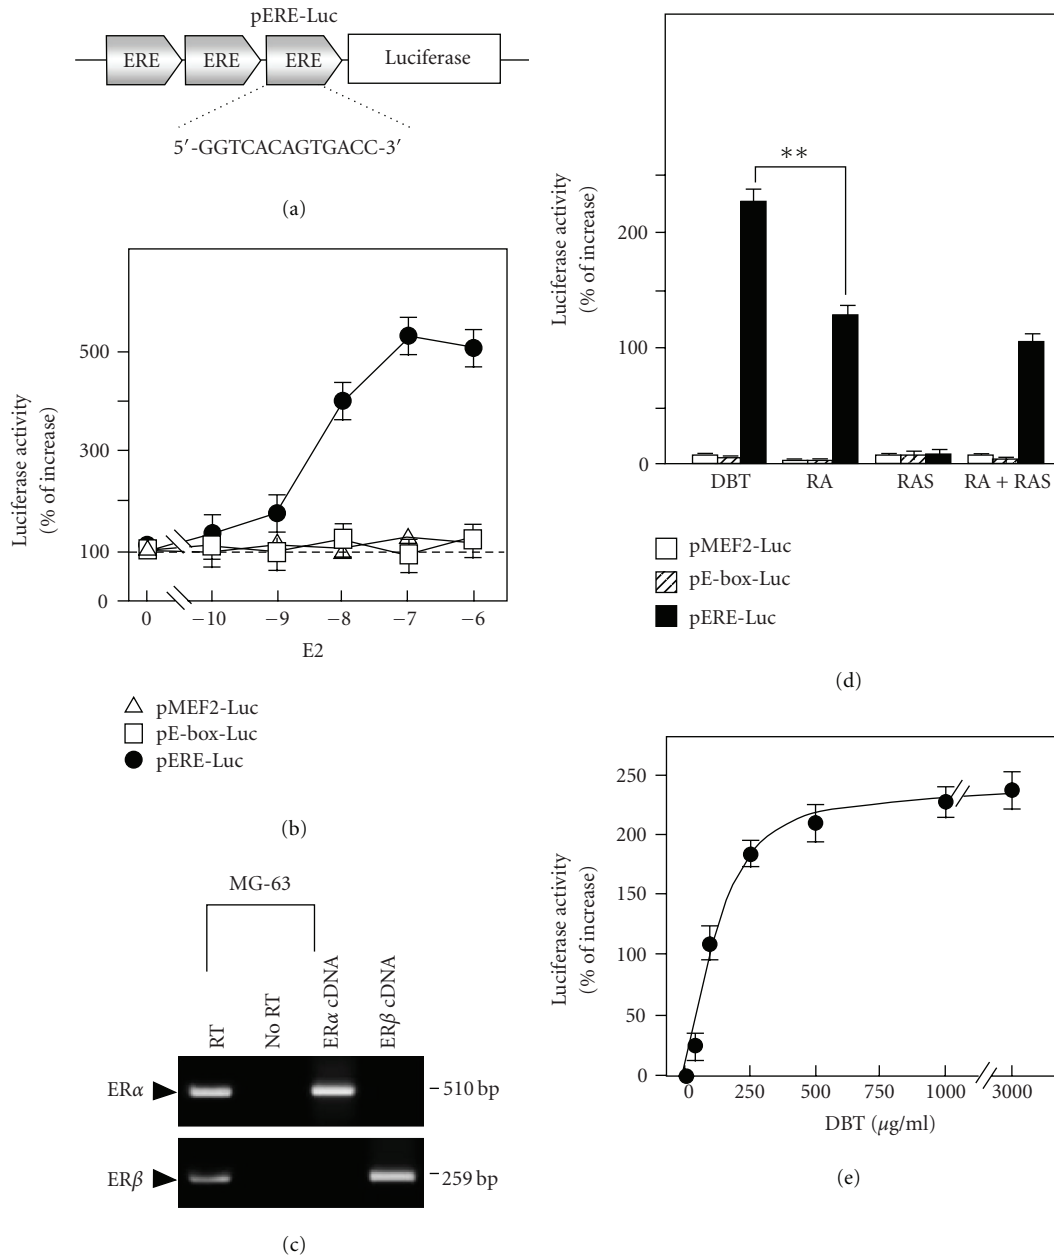 pERE-Luc
ERE ERE ERE Luciferase
5′-GGTCACAGTGACC-3′
(a)
Luciferase activity
(% of increase)
500
300
100
0
0 −10 −9 −8 −7 −6
E2
pMEF2-Luc
pE-box-Luc
pERE-Luc
(b)
MG-63
RT
No RT
ERα cDNA
ERβ cDNA
ERα
510 bp
ERβ
259 bp
(c)
Luciferase activity
(% of increase)
**
200
100
0
DBT RA RAS RA + RAS
pMEF2-Luc
pE-box-Luc
pERE-Luc
(d)
Luciferase activity
(% of increase)
250
200
150
100
50
0
0 250 500 750 1000 3000
DBT (μg/ml)
(e)